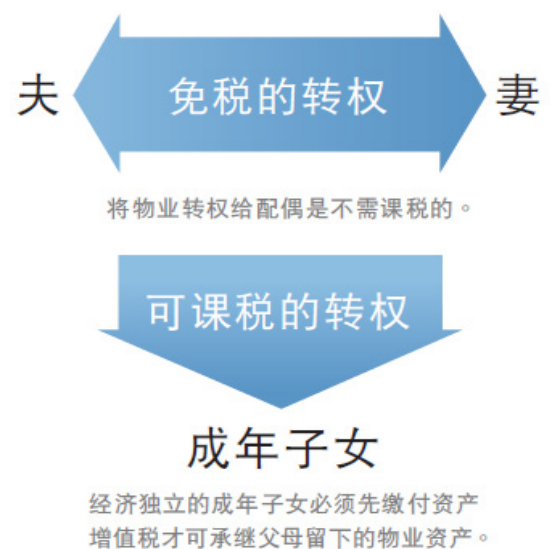 夫 免税的转权 妻
将物业转权给配偶是不需课税的。
可课税的转权
成年子女
经济独立的成年子女必须先缴付资产
增值税才可承继父母留下的物业资产。